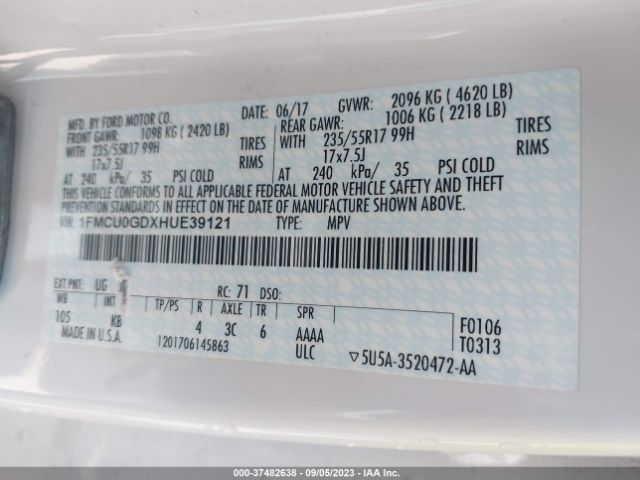 MFD. BY FORD MOTOR CO.
DATE: 06/17 GVWR: 2096 KG ( 4620 LB)
FRONT GAWR: 1098 KG ( 2420 LB)
REAR GAWR: 1006 KG ( 2218 LB)
WITH 235/55R17 99H TIRES
WITH 235/55R17 99H TIRES
17x7.5J RIMS
17x7.5J RIMS
AT 240 kPa/ 35 PSI COLD
AT 240 kPa/ 35 PSI COLD
THIS VEHICLE CONFORMS TO ALL APPLICABLE FEDERAL MOTOR VEHICLE SAFETY AND THEFT
PREVENTION STANDARDS IN EFFECT ON THE DATE OF MANUFACTURE SHOWN ABOVE.
VIN: 1FMCU0GDXHUE39121 TYPE: MPV
EXT PNT: UG RC: 71 DSO:
WB INT TP/PS R AXLE TR SPR
105 KB 4 3C 6 AAAA F0106
MADE IN U.S.A. 1201706145863 ULC ▽5U5A-3520472-AA T0313
000-37482638 - 09/05/2023 - IAA Inc.